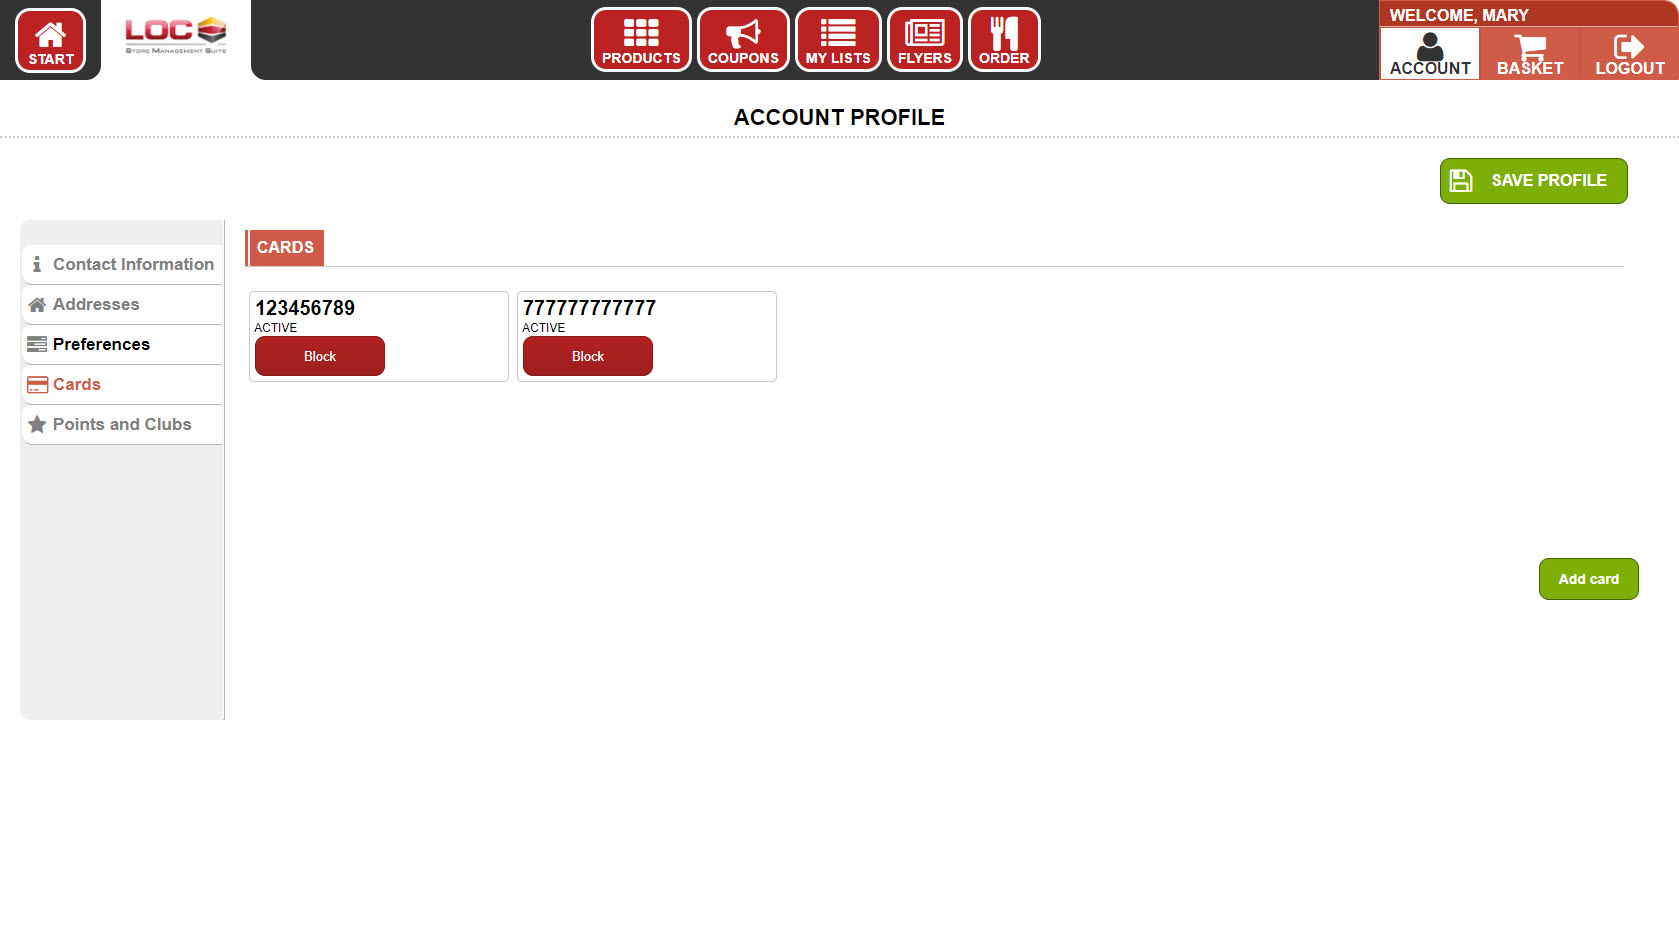 START
LOC
STORE MANAGEMENT SUITE
PRODUCTS
COUPONS
MY LISTS
FLYERS
ORDER
WELCOME, MARY
ACCOUNT
BASKET
LOGOUT
ACCOUNT PROFILE
SAVE PROFILE
Contact Information
Addresses
Preferences
Cards
Points and Clubs
CARDS
123456789
ACTIVE
Block
777777777777
ACTIVE
Block
Add card